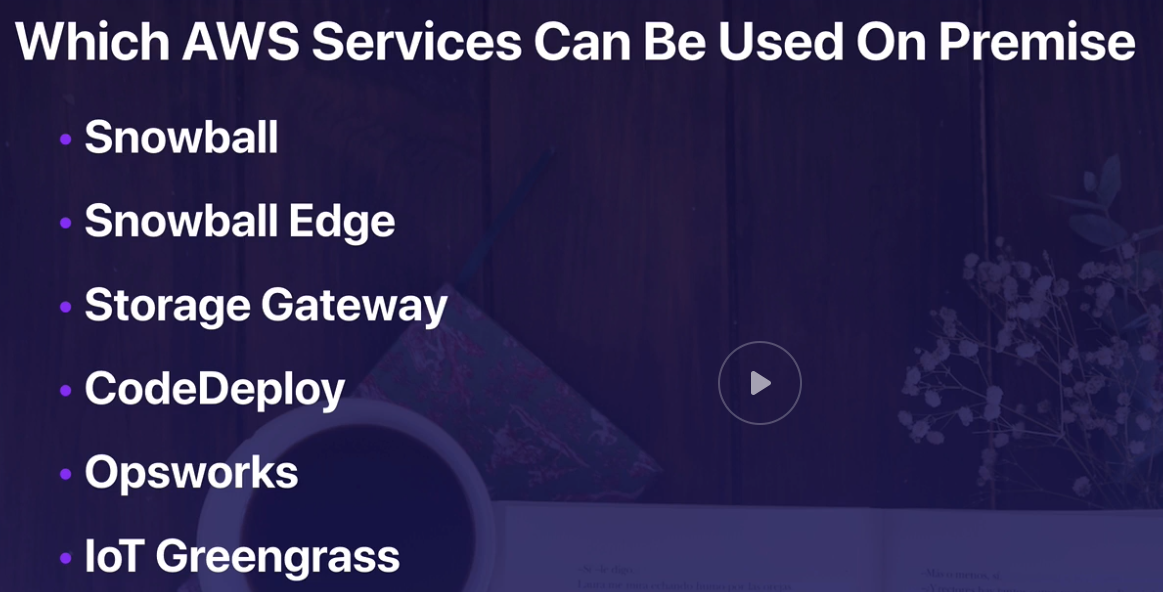 Which AWS Services Can Be Used On Premise
• Snowball
• Snowball Edge
• Storage Gateway
• CodeDeploy
• Opsworks
• IoT Greengrass